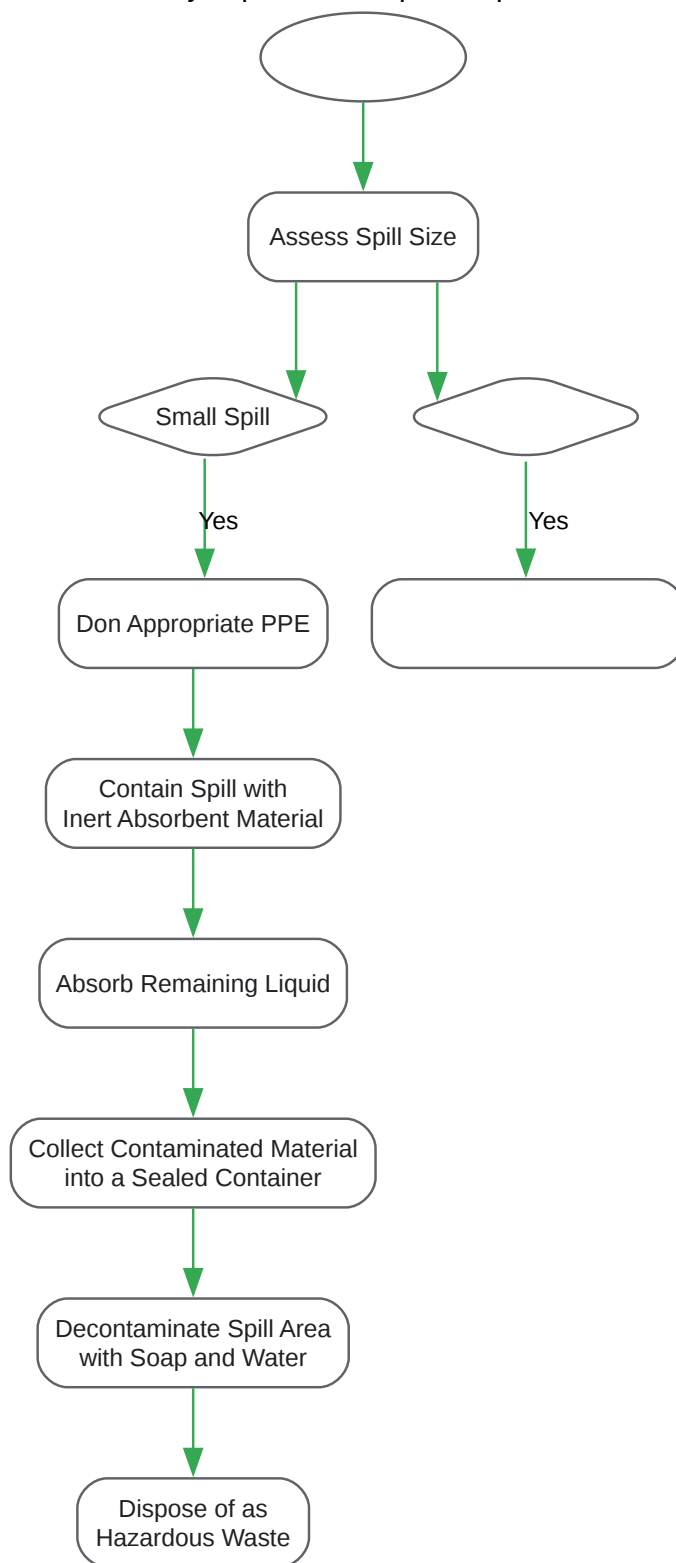 Assess Spill Size
Small Spill
Yes
Yes
Don Appropriate PPE
Contain Spill with
Inert Absorbent Material
Absorb Remaining Liquid
Collect Contaminated Material
into a Sealed Container
Decontaminate Spill Area
with Soap and Water
Dispose of as
Hazardous Waste